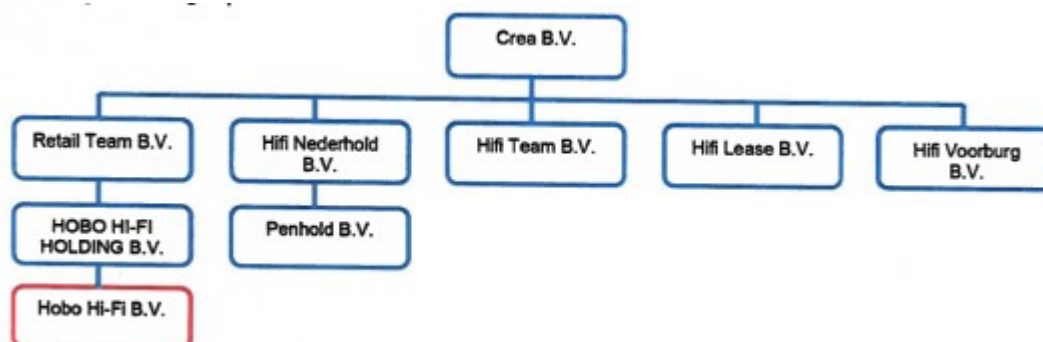 Crea B.V.
Retail Team B.V.
Hifi Nederhold
B.V.
Hifi Team B.V.
Hifi Lease B.V.
Hifi Voorburg
B.V.
HOBO HI-FI
HOLDING B.V.
Penhold B.V.
Hobo Hi-Fi B.V.